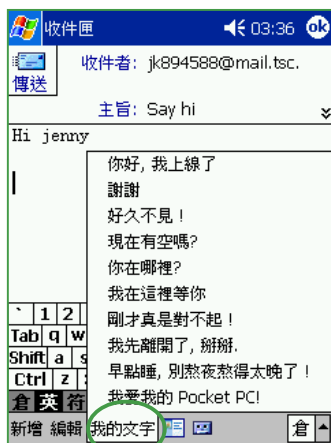 收件匣 03:36 ok
傳送 收件者: jk894588@mail.tsc.
主旨: Say hi
Hi jenny
你好, 我上線了
謝謝
好久不見！
現在有空嗎?
你在哪裡?
我在這裡等你
剛才真是對不起！
我先離開了, 掰掰.
早點睡, 別熬夜熬得太晚了！
我愛我的 Pocket PC!
` 1 2
Tab q w
Shift a s
Ctrl z
倉 英 符
新增 編輯 我的文字 倉